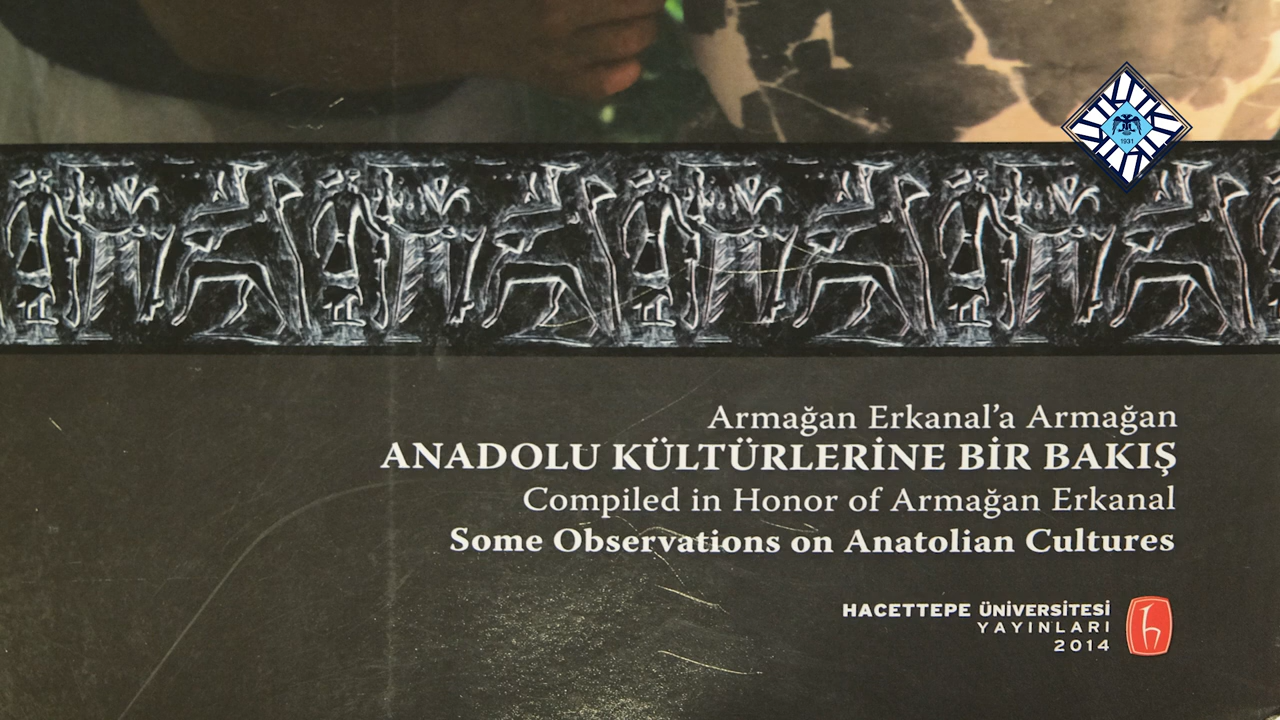 1931
Armağan Erkanal’a Armağan
ANADOLU KÜLTÜRLERİNE BİR BAKIŞ
Compiled in Honor of Armağan Erkanal
Some Observations on Anatolian Cultures
HACETTEPE ÜNİVERSİTESİ
YAYINLARI
2014